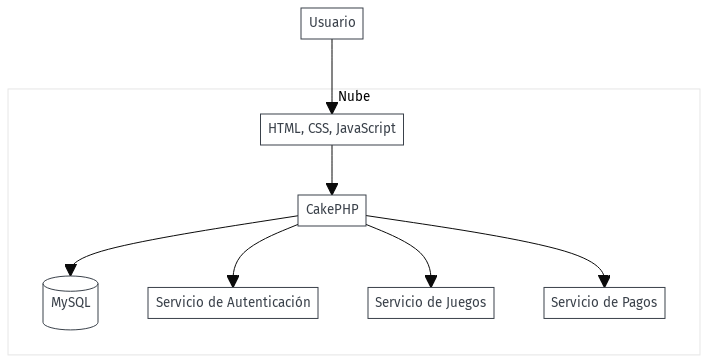 Usuario
Nube
HTML, CSS, JavaScript
CakePHP
MySQL
Servicio de Autenticación
Servicio de Juegos
Servicio de Pagos